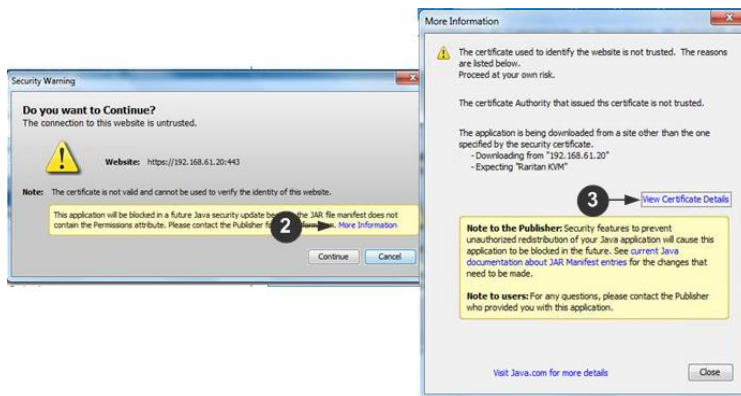 Security Warning
Do you want to Continue?
The connection to this website is untrusted.
Website: https://192.168.61.20:443
Note: The certificate is not valid and cannot be used to verify the identity of this website.
This application will be blocked in a future Java security update because the JAR file manifest does not
contain the Permissions attribute. Please contact the Publisher for more information. More Information
2
Continue
Cancel
More Information
The certificate used to identify the website is not trusted. The reasons
are listed below.
Proceed at your own risk.
The certificate Authority that issued ths certificate is not trusted.
The application is being downloaded from a site other than the one
specified by the security certificate.
- Downloading from "192.168.61.20"
- Expecting "Raritan KVM"
3
View Certificate Details
Note to the Publisher: Security features to prevent
unauthorized redistribution of your Java application will cause this
application to be blocked in the future. See current Java
documentation about JAR Manifest entries for the changes that
need to be made.
Note to users: For any questions, please contact the Publisher
who provided you with this application.
Visit Java.com for more details
Close